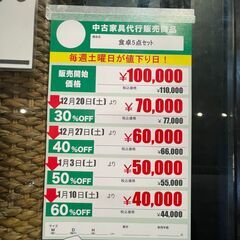 中古家具代行販売商品
商品名
食卓5点セット
毎週土曜日が値下り日!
販売開始価格
¥100,000
税込価格 ¥110,000
12月20日(土)より
30%OFF
¥70,000
税込価格 ¥77,000
12月27日(土)より
40%OFF
¥60,000
税込価格 ¥66,000
1月3日(土)より
50%OFF
¥50,000
税込価格 ¥55,000
1月10日(土)より
60%OFF
¥40,000
税込価格 ¥44,000
サイズ
W D H